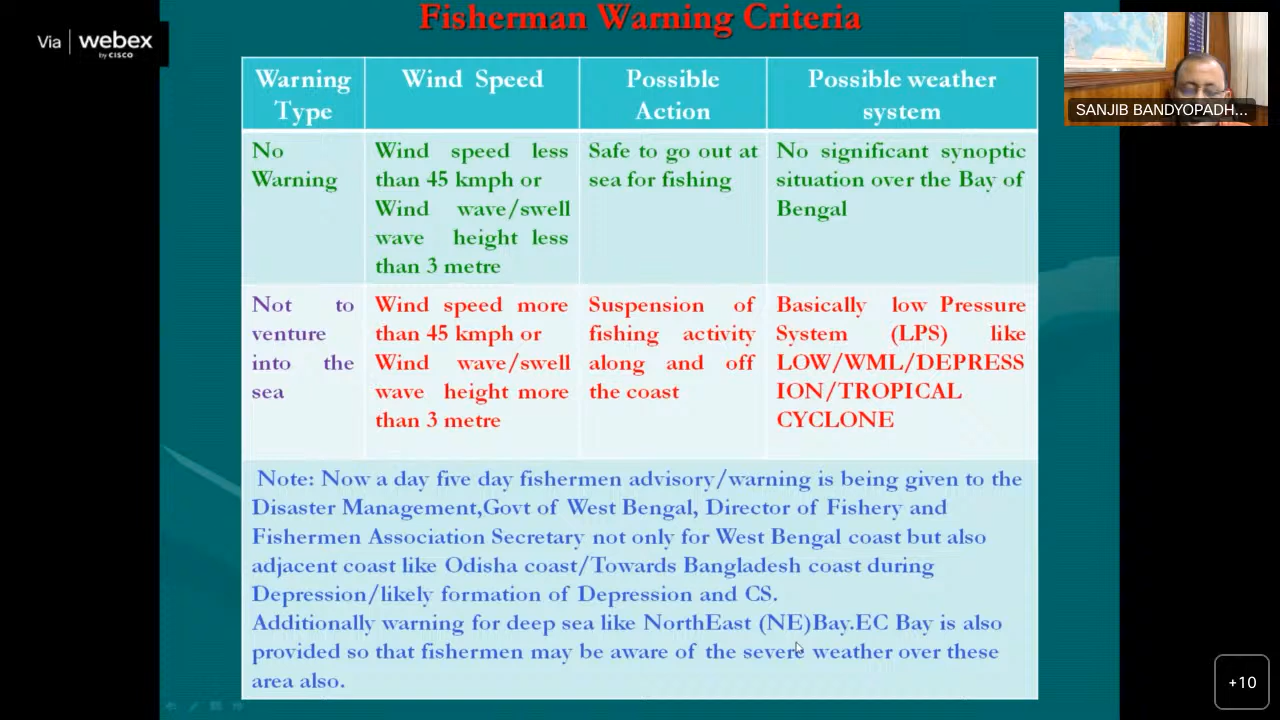 Fisherman Warning Criteria
Via webex
by CISCO
SANJIB BANDYOPADH...
Warning Type
Wind Speed
Possible Action
Possible weather system
No
Warning
Wind speed less
than 45 kmph or
Wind wave/swell
wave height less
than 3 metre
Safe to go out at
sea for fishing
No significant synoptic
situation over the Bay of
Bengal
Not to
venture
into the
sea
Wind speed more
than 45 kmph or
Wind wave/swell
wave height more
than 3 metre
Suspension of
fishing activity
along and off
the coast
Basically low Pressure
System (LPS) like
LOW/WML/DEPRESS
ION/TROPICAL
CYCLONE
Note: Now a day five day fishermen advisory/warning is being given to the
Disaster Management,Govt of West Bengal, Director of Fishery and
Fishermen Association Secretary not only for West Bengal coast but also
adjacent coast like Odisha coast/Towards Bangladesh coast during
Depression/likely formation of Depression and CS.
Additionally warning for deep sea like NorthEast (NE)Bay.EC Bay is also
provided so that fishermen may be aware of the severe weather over these
area also.
+10